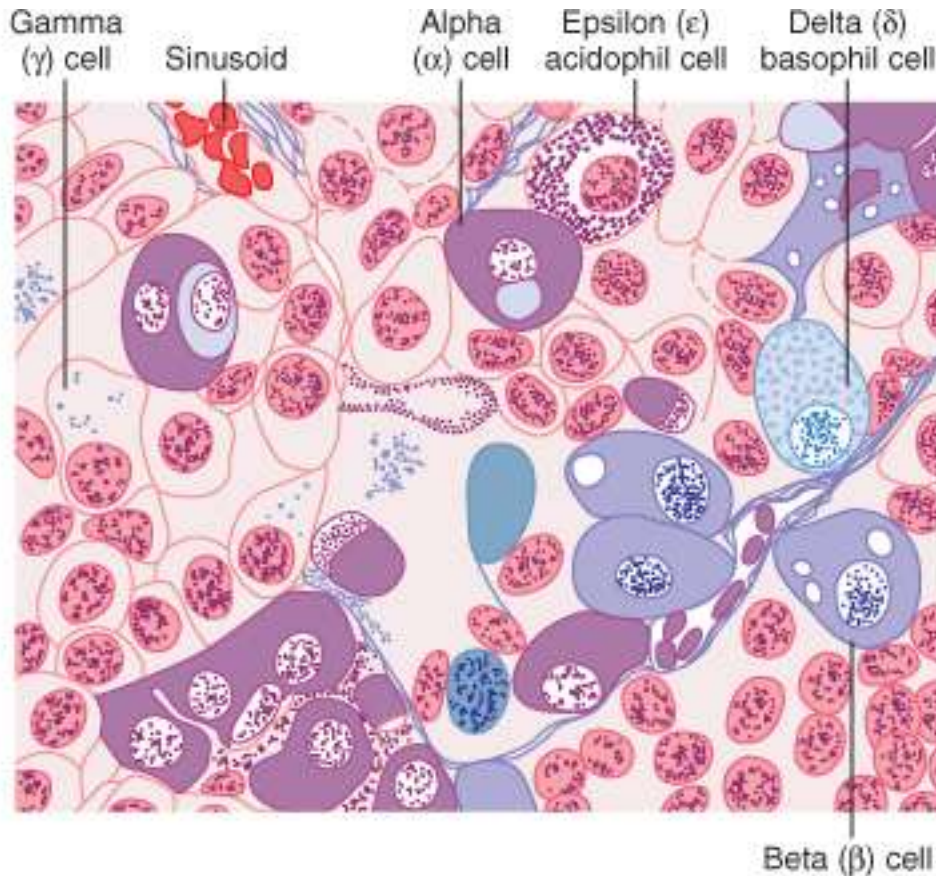 Gamma
(γ) cell
Sinusoid
Alpha
(α) cell
Epsilon (ε)
acidophil cell
Delta (δ)
basophil cell
Beta (β) cell